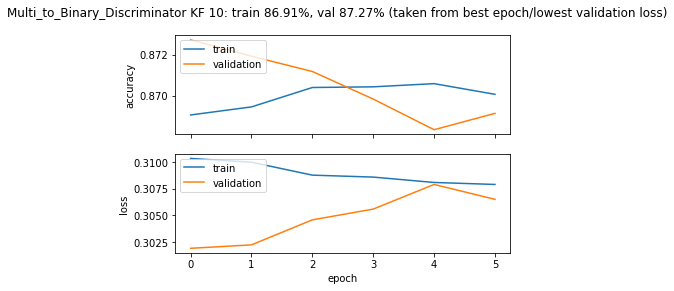 Multi_to_Binary_Discriminator KF 10: train 86.91%, val 87.27% (taken from best epoch/lowest validation loss)
0.872
0.870
accuracy
train
validation
0.3100
0.3075
0.3050
0.3025
loss
train
validation
0 1 2 3 4 5
epoch